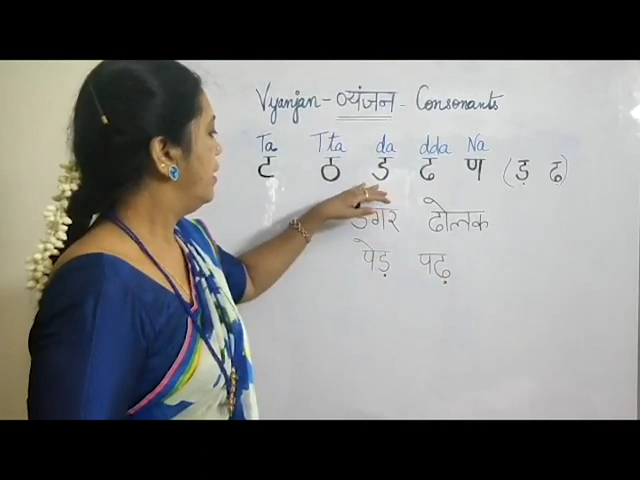 Vyanjan - व्यंजन - Consonants
Ta Tta da dda Na
ट ठ ड ढ ण (ड़ ढ़)
ढोलक
पेड़ पढ़